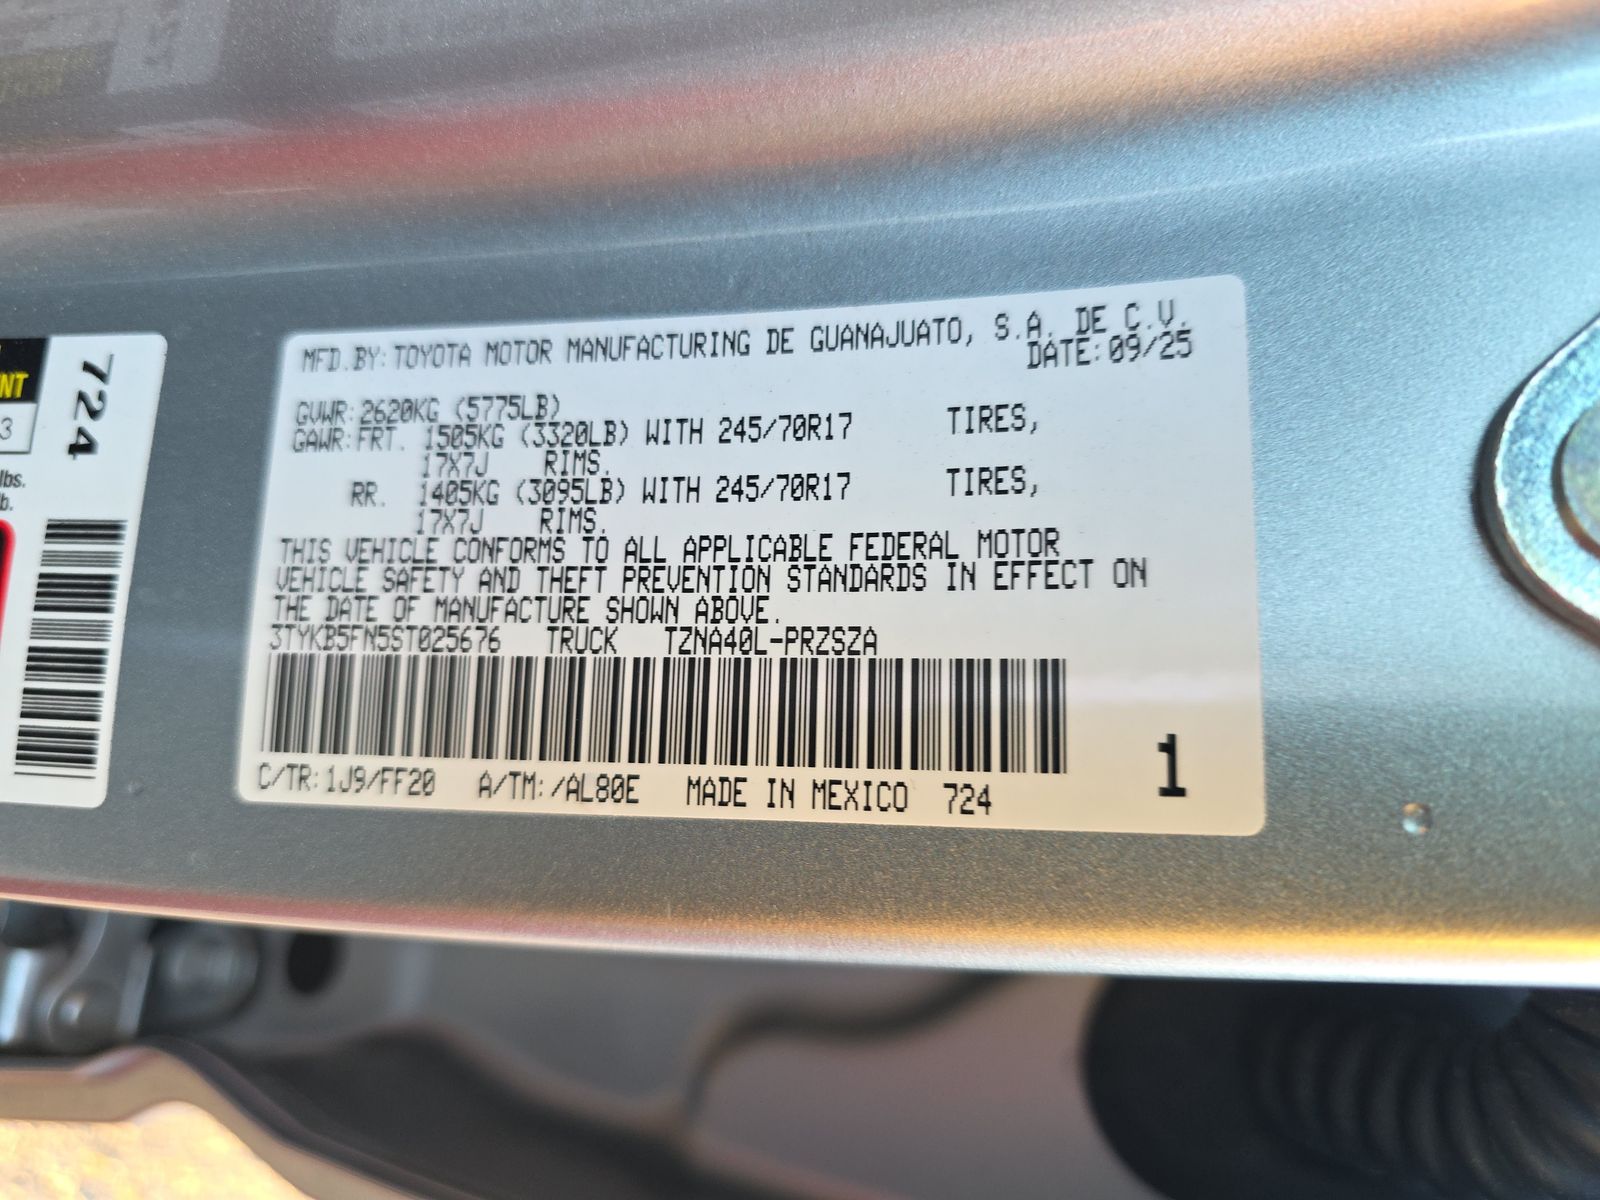 MFD.BY: TOYOTA MOTOR MANUFACTURING DE GUANAJUATO, S.A. DE C.V.
DATE: 09/25
GVWR: 2620KG (5775LB)
GAWR: FRT. 1505KG (3320LB) WITH 245/70R17 TIRES,
17X7J RIMS.
RR. 1405KG (3095LB) WITH 245/70R17 TIRES,
17X7J RIMS.
THIS VEHICLE CONFORMS TO ALL APPLICABLE FEDERAL MOTOR
VEHICLE SAFETY AND THEFT PREVENTION STANDARDS IN EFFECT ON
THE DATE OF MANUFACTURE SHOWN ABOVE.
3TYKB5FN5ST025676 TRUCK TZNA40L-PRZSZA
C/TR: 1J9/FF20 A/TM: /AL80E MADE IN MEXICO 724
1
724
NT
3
lbs.
b.